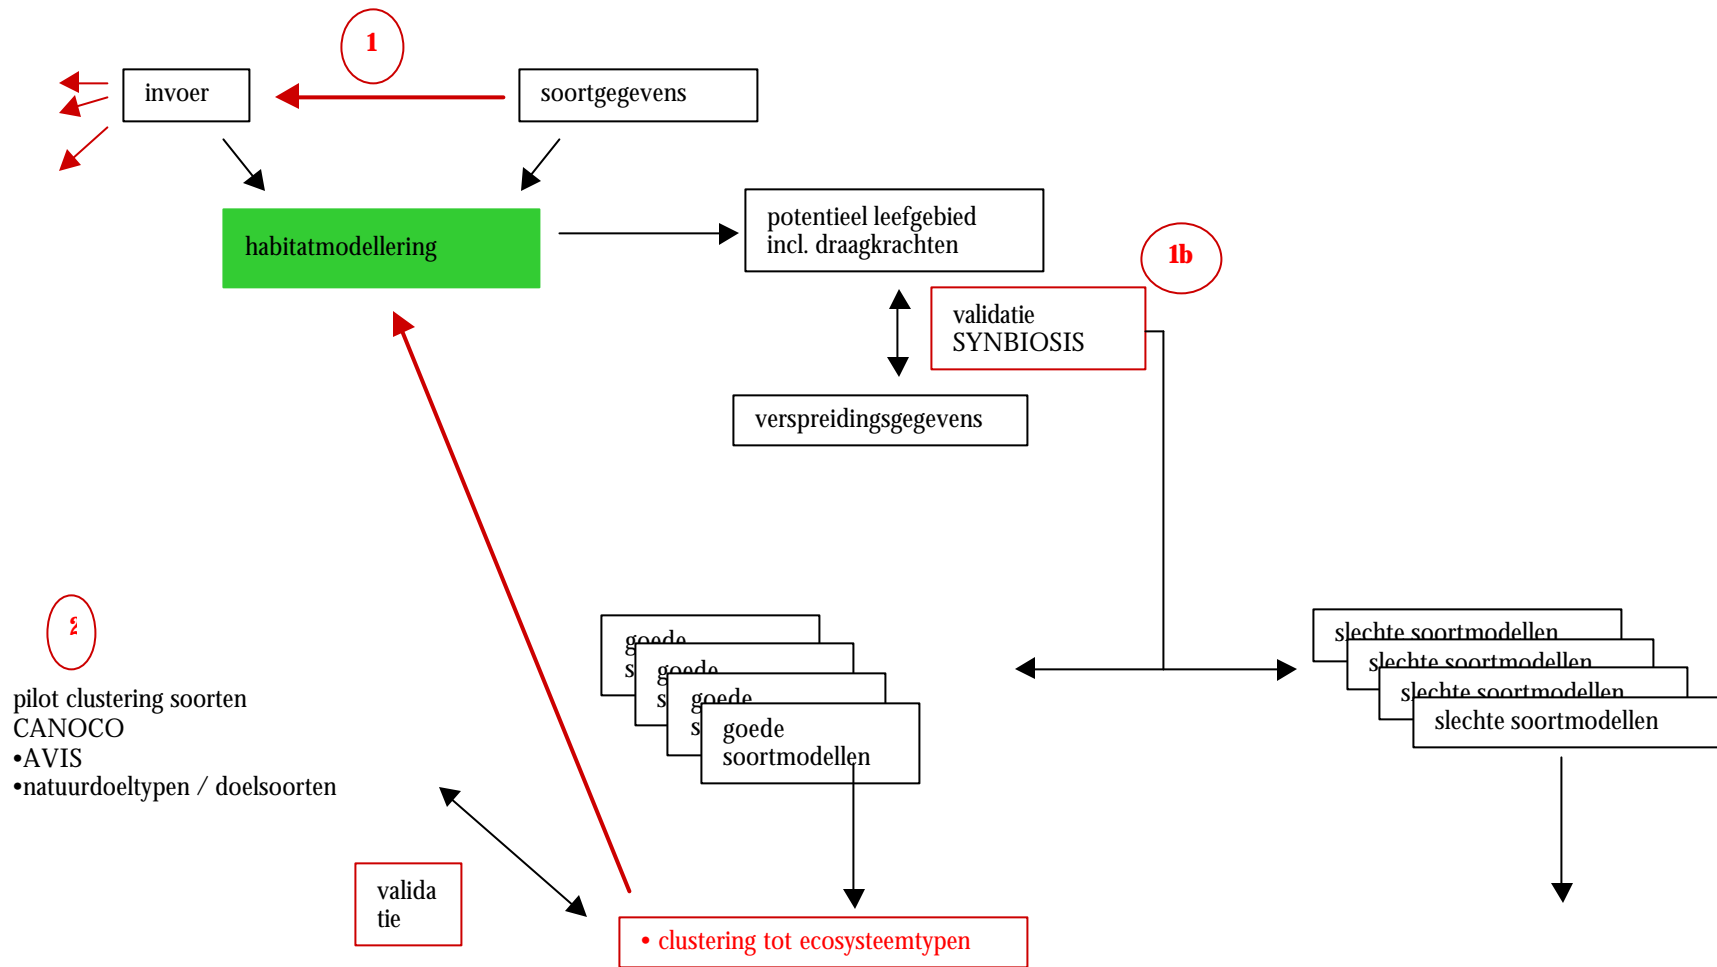 1
invoer
soortgegevens
habitatmodellering
potentieel leefgebied
incl. draagkrachten
1b
validatie
SYNBIOSIS
verspreidingsgegevens
2
pilot clustering soorten
CANOCO
•AVIS
•natuurdoeltypen / doelsoorten
goede
s
goede
s
goede
s
goede
soortmodellen
slechte soortmodellen
slechte soortmodellen
slechte soortmodellen
slechte soortmodellen
valida
tie
• clustering tot ecosysteemtypen